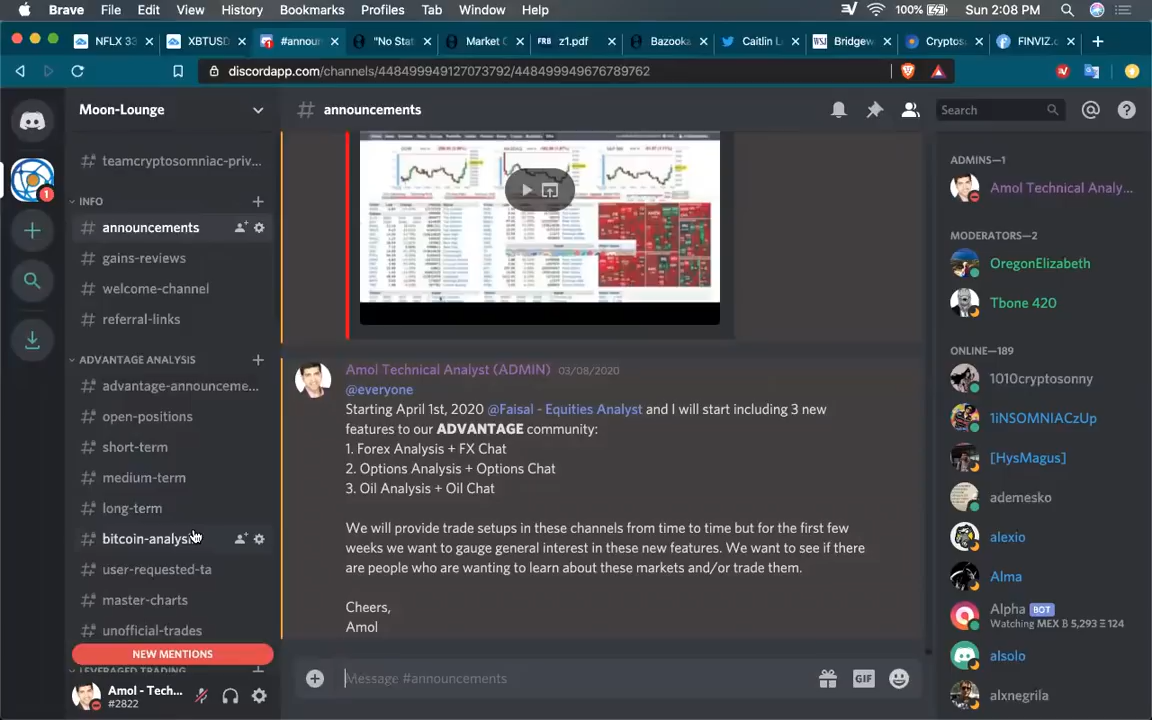 Brave File Edit View History Bookmarks Profiles Tab Window Help 100% Sun 2:08 PM
NFLX 33 XBTUSD #annou "No Stat Market C FRB z1.pdf Bazooka Caitlin L WSJ Bridgew Cryptos FINVIZ.c
discordapp.com/channels/448499949127073792/448499949676789762
Moon-Lounge
# announcements
Search
teamcryptosomniac-priv...
INFO
announcements
gains-reviews
welcome-channel
referral-links
ADVANTAGE ANALYSIS
advantage-announceme...
open-positions
short-term
medium-term
long-term
bitcoin-analysis
user-requested-ta
master-charts
unofficial-trades
NEW MENTIONS
LEVERAGED TRADING
Amol - Tech...
#2822
1
Amol Technical Analyst (ADMIN) 03/08/2020
@everyone
Starting April 1st, 2020 @Faisal - Equities Analyst and I will start including 3 new
features to our ADVANTAGE community:
1. Forex Analysis + FX Chat
2. Options Analysis + Options Chat
3. Oil Analysis + Oil Chat
We will provide trade setups in these channels from time to time but for the first few
weeks we want to gauge general interest in these new features. We want to see if there
are people who are wanting to learn about these markets and/or trade them.
Cheers,
Amol
Message #announcements
GIF
ADMINS—1
Amol Technical Analy...
MODERATORS—2
OregonElizabeth
Tbone 420
ONLINE—189
1010cryptosonny
1iNSOMNIACzUp
[HysMagus]
ademesko
alexio
Alma
Alpha BOT
Watching MEX B 5,293 Ξ 124
alsolo
alxnegrila